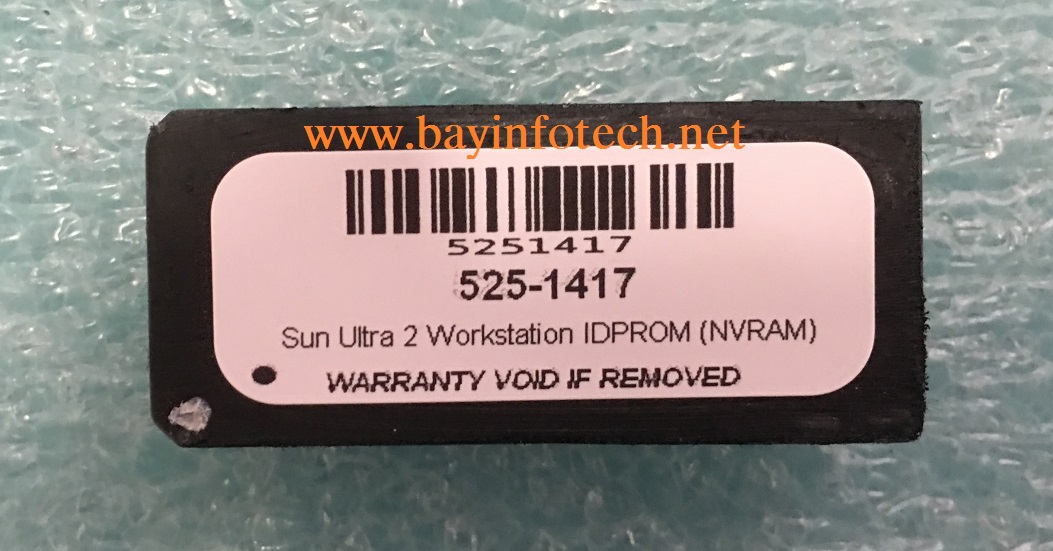 www.bayinfotech.net
5251417
525-1417
Sun Ultra 2 Workstation IDPROM (NVRAM)
WARRANTY VOID IF REMOVED